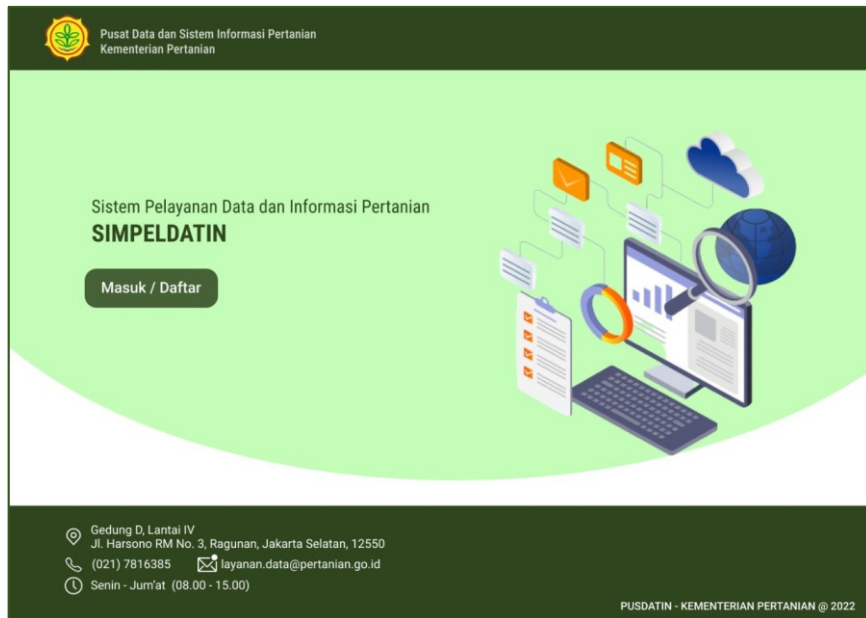 Pusat Data dan Sistem Informasi Pertanian
Kementerian Pertanian
Sistem Pelayanan Data dan Informasi Pertanian
SIMPELDATIN
Masuk / Daftar
Gedung D, Lantai IV
Jl. Harsono RM No. 3, Ragunan, Jakarta Selatan, 12550
(021) 7816385 layanan.data@pertanian.go.id
Senin - Jum'at (08.00 - 15.00)
PUSDATIN - KEMENTERIAN PERTANIAN @ 2022